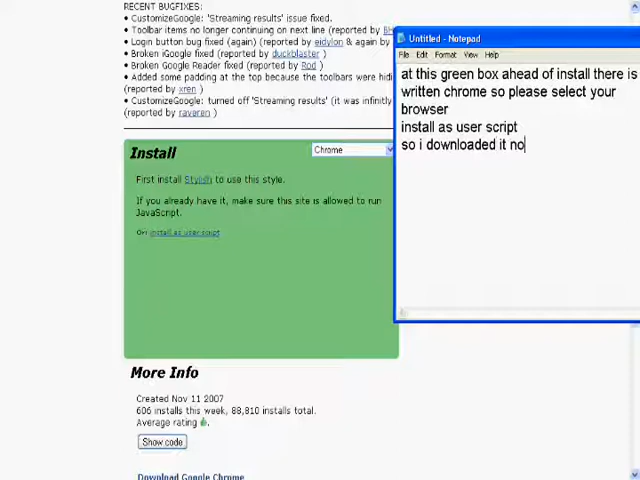 RECENT BUGFIXES:
• CustomizeGoogle: 'Streaming results' issue fixed.
• Toolbar items no longer continuing on next line (reported by
• Login button bug fixed (again) (reported by eidylon & again by
• Broken iGoogle fixed (reported by duckblaster )
• Broken Google Reader fixed (reported by Rod )
• Added some padding at the top because the toolbars were hidi
(reported by xren )
• CustomizeGoogle: turned off 'Streaming results' (it was infinitly
(reported by raveren )
Install
Chrome
First install Stylish to use this style.
If you already have it, make sure this site is allowed to run
JavaScript.
Or: install as user script
More Info
Created Nov 11 2007
606 installs this week, 88,810 installs total.
Average rating
Show code
Download Google Chrome
Untitled - Notepad
File Edit Format View Help
at this green box ahead of install there is
written chrome so please select your
browser
install as user script
so i downloaded it no